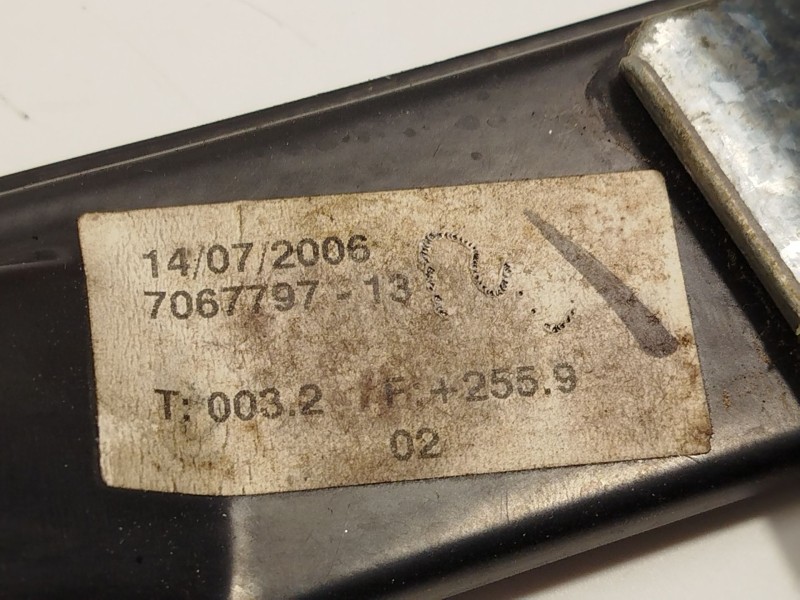 14/07/2006
7067797 - 13
T: 003.2 / F: +255.9
02